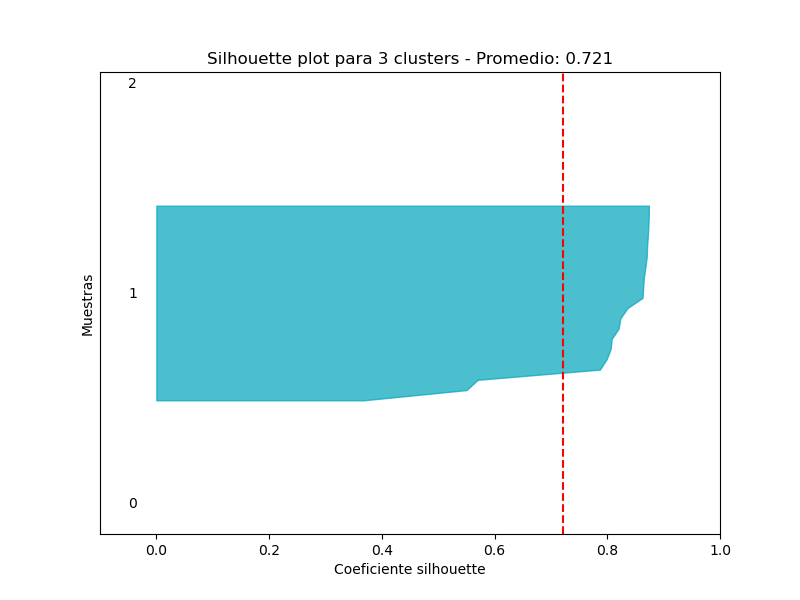 Silhouette plot para 3 clusters - Promedio: 0.721
2
1
0
Muestras
0.0 0.2 0.4 0.6 0.8 1.0
Coeficiente silhouette